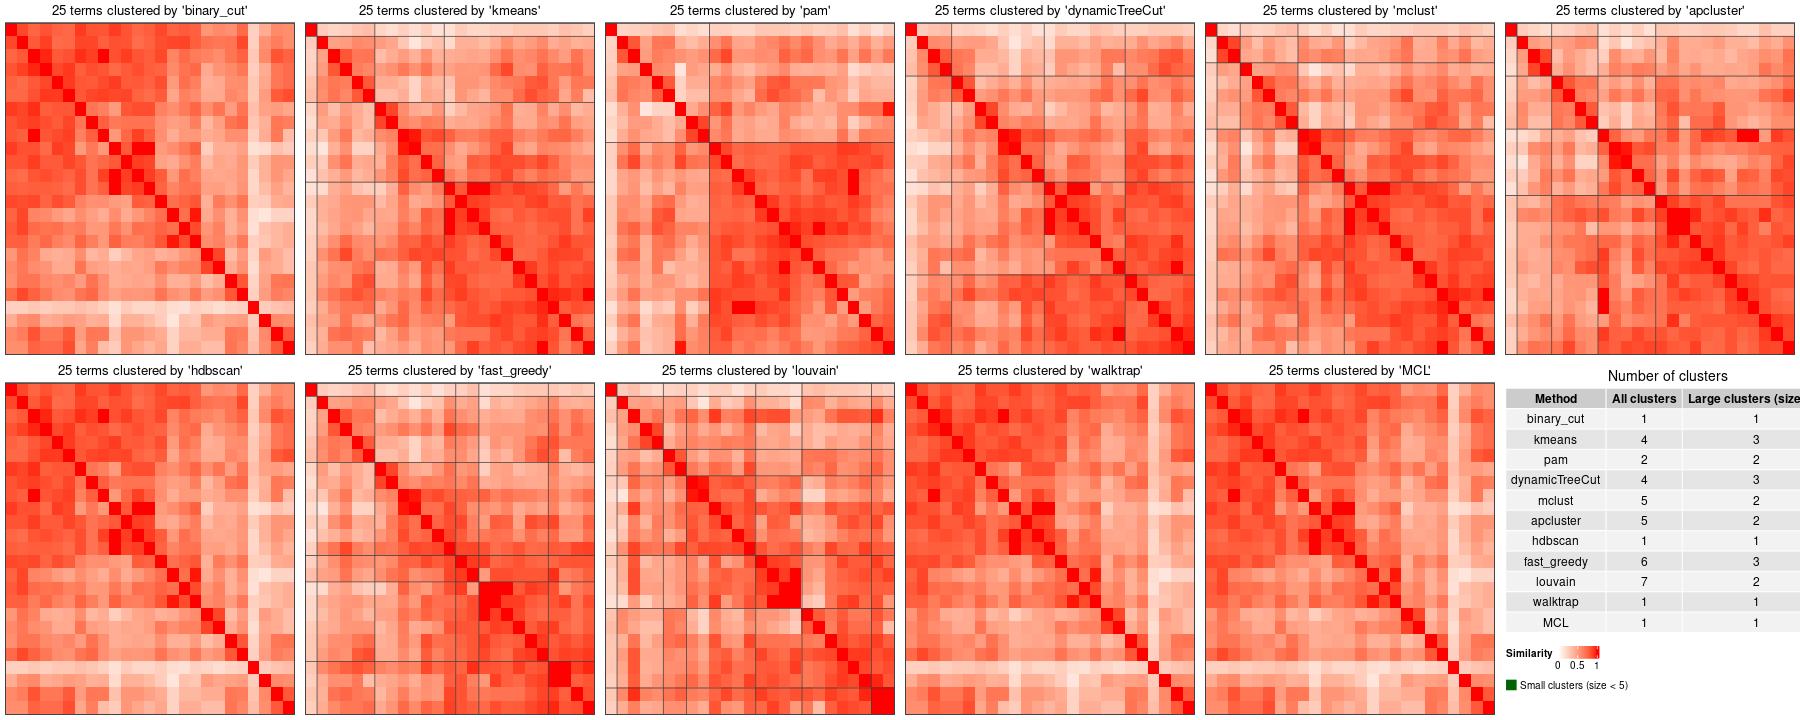 25 terms clustered by 'binary_cut'
25 terms clustered by 'kmeans'
25 terms clustered by 'pam'
25 terms clustered by 'dynamicTreeCut'
25 terms clustered by 'mclust'
25 terms clustered by 'apcluster'
25 terms clustered by 'hdbscan'
25 terms clustered by 'fast_greedy'
25 terms clustered by 'louvain'
25 terms clustered by 'walktrap'
25 terms clustered by 'MCL'
Number of clusters
Method All clusters Large clusters (size
binary_cut 1 1
kmeans 4 3
pam 2 2
dynamicTreeCut 4 3
mclust 5 2
apcluster 5 2
hdbscan 1 1
fast_greedy 6 3
louvain 7 2
walktrap 1 1
MCL 1 1
Similarity
0 0.5 1
Small clusters (size < 5)